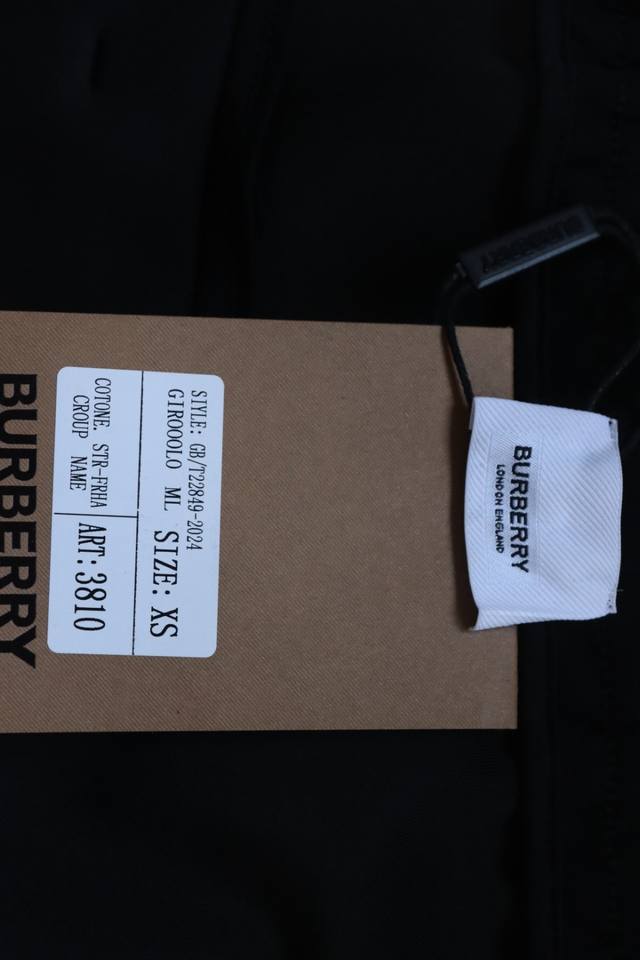 BURBERRY
BURBERRY
LONDON ENGLAND
STYLE: GB/T22849-2024
GIROOOLO ML SIZE: XS
COTONE. STR-FRHA
CROUP NAME ART:3810
BURBERRY